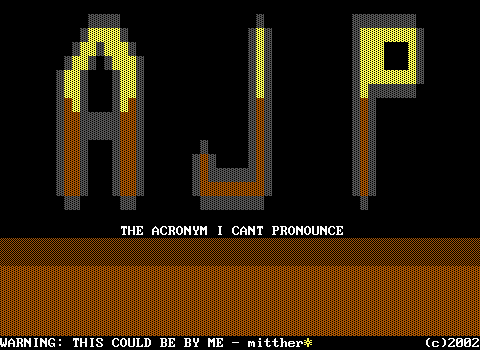 AJP
THE ACRONYM I CANT PRONOUNCE
WARNING: THIS COULD BE BY ME - mitther* (c)2002